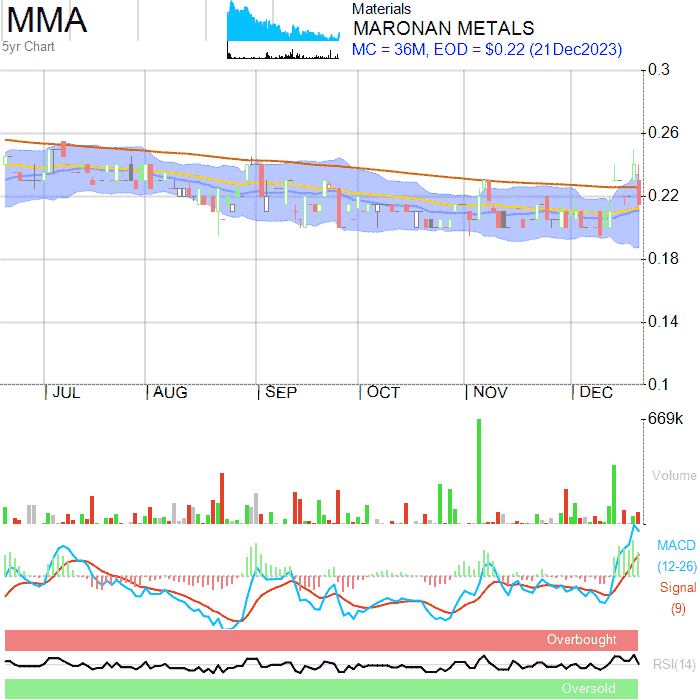 MMA
5yr Chart
Materials
MARONAN METALS
MC = 36M, EOD = $0.22 (21Dec2023)
0.3
0.26
0.22
0.18
0.14
0.1
JUL AUG SEP OCT NOV DEC
669k
Volume
MACD
(12-26)
Signal
(9)
Overbought
RSI(14)
Oversold